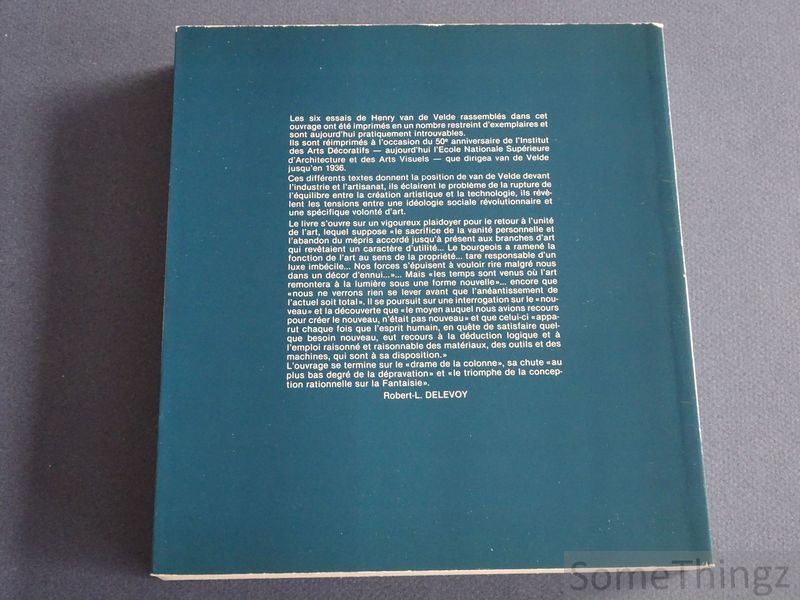 Les six essais de Henry van de Velde rassemblés dans cet
ouvrage ont été imprimés en un nombre restreint d'exemplaires et
sont aujourd'hui pratiquement introuvables.
Ils sont réimprimés à l'occasion du 50e anniversaire de l'Institut
des Arts Décoratifs — aujourd'hui l'Ecole Nationale Supérieure
d'Architecture et des Arts Visuels — que dirigea van de Velde
jusqu'en 1936.
Ces différents textes donnent la position de van de Velde devant
l'industrie et l'artisanat, ils éclairent le problème de la rupture de
l'équilibre entre la création artistique et la technologie, ils révè-
lent les tensions entre une idéologie sociale révolutionnaire et
une spécifique volonté d'art.
Le livre s'ouvre sur un vigoureux plaidoyer pour le retour à l'unité
de l'art, lequel suppose «le sacrifice de la vanité personnelle et
l'abandon du mépris accordé jusqu'à présent aux branches d'art
qui revêtaient un caractère d'utilité... Le bourgeois a ramené la
fonction de l'art au sens de la propriété... tare responsable d'un
luxe imbécile... Nos forces s'épuisent à vouloir rire malgré nous
dans un décor d'ennui...»... Mais «les temps sont venus où l'art
remontera à la lumière sous une forme nouvelle»... encore que
«nous ne verrons rien se lever avant que l'anéantissement de
l'actuel soit total». Il se poursuit sur une interrogation sur le «nou-
veau» et la découverte que «le moyen auquel nous avions recours
pour créer le nouveau, n'était pas nouveau» et que celui-ci «appa-
rut chaque fois que l'esprit humain, en quête de satisfaire quel-
que besoin nouveau, eut recours à la déduction logique et à
l'emploi raisonné et raisonnable des matériaux, des outils et des
machines, qui sont à sa disposition.»
L'ouvrage se termine sur le «drame de la colonne», sa chute «au
plus bas degré de la dépravation» et «le triomphe de la concep-
tion rationnelle sur la Fantaisie».
Robert-L. DELEVOY
SomeThingz